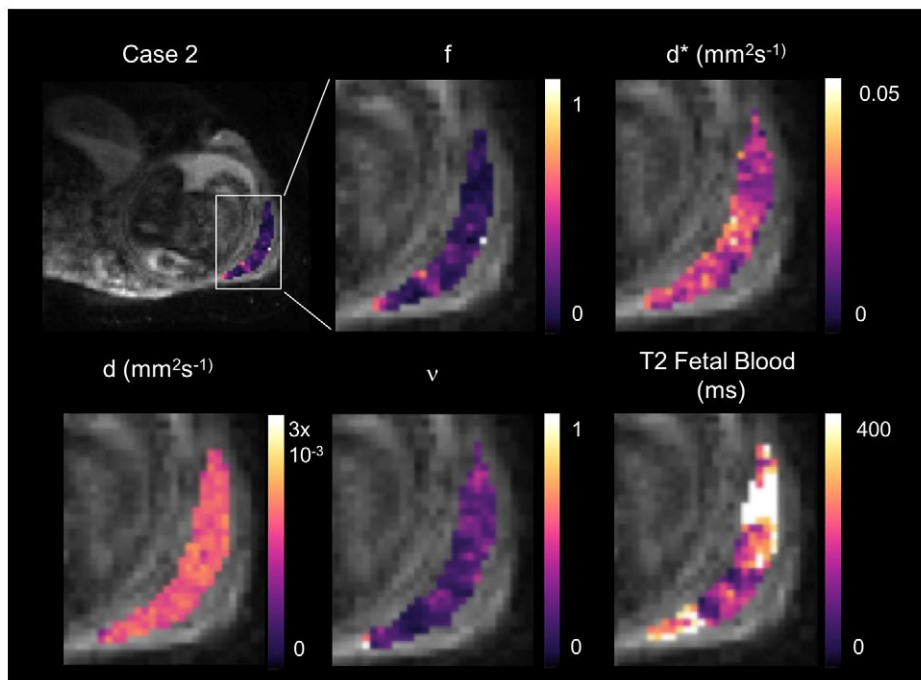 Case 2
f
d* (mm²s⁻¹)
1
0
0.05
0
d (mm²s⁻¹)
ν
T2 Fetal Blood
(ms)
3x
10⁻³
0
1
0
400
0